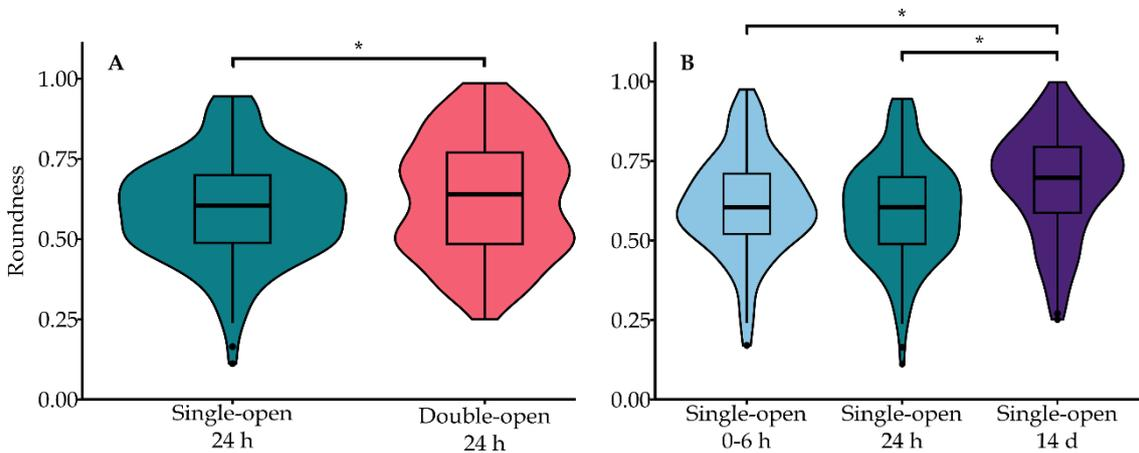 A
*
1.00
0.75
0.50
0.25
0.00
Roundness
Single-open
24 h
Double-open
24 h
B
*
*
1.00
0.75
0.50
0.25
0.00
Single-open
0-6 h
Single-open
24 h
Single-open
14 d